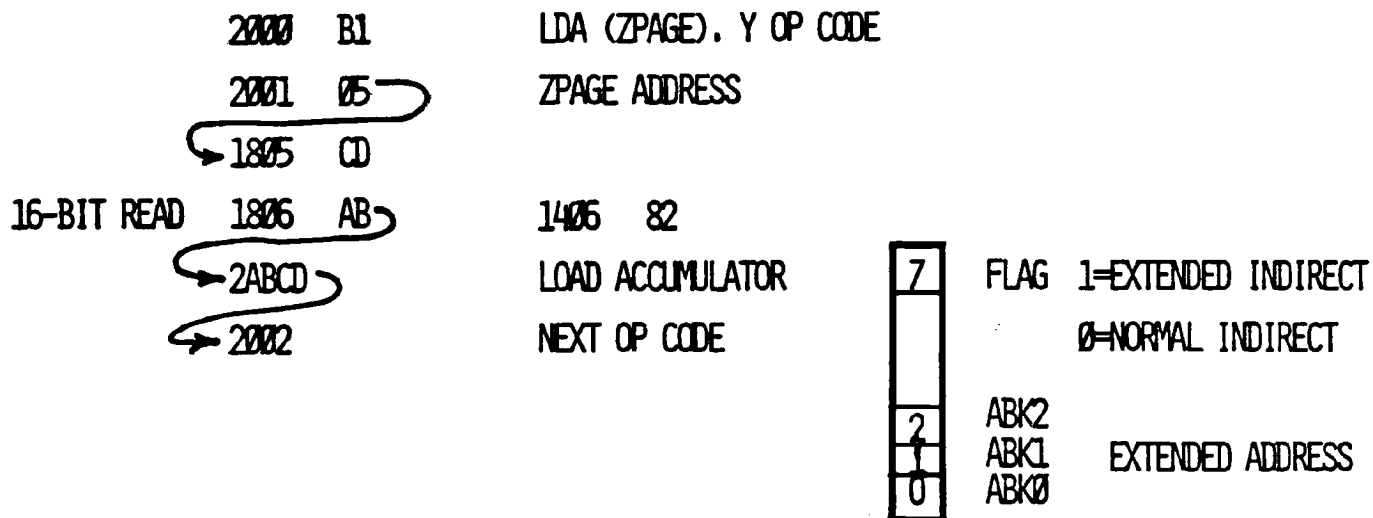 2000 B1 LDA (ZPAGE). Y OP CODE
2001 05 ZPAGE ADDRESS
1805 CD
16-BIT READ 1806 AB 1406 82
2ABCD LOAD ACCUMULATOR
2002 NEXT OP CODE
7 FLAG 1=EXTENDED INDIRECT
0=NORMAL INDIRECT
2 ABK2
1 ABK1 EXTENDED ADDRESS
0 ABK0